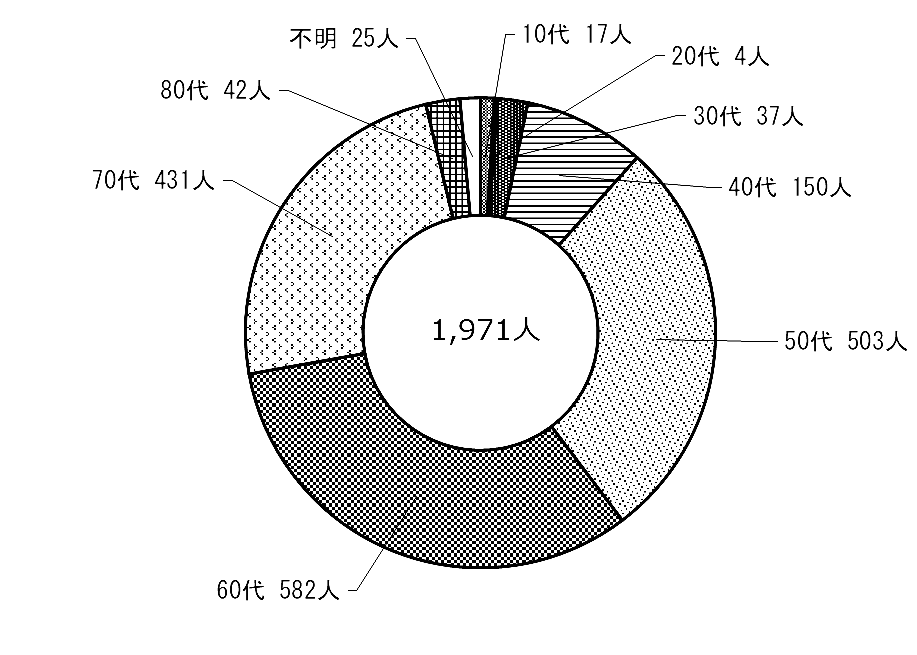 10代 17人
20代 4人
30代 37人
40代 150人
50代 503人
60代 582人
70代 431人
80代 42人
不明 25人
1,971人